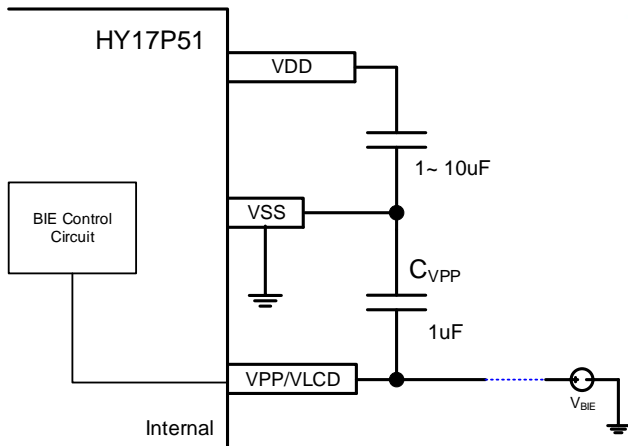 HY17P51
VDD
1~ 10uF
VSS
BIE Control
Circuit
CVPP
1uF
VPP/VLCD
VBIE
Internal